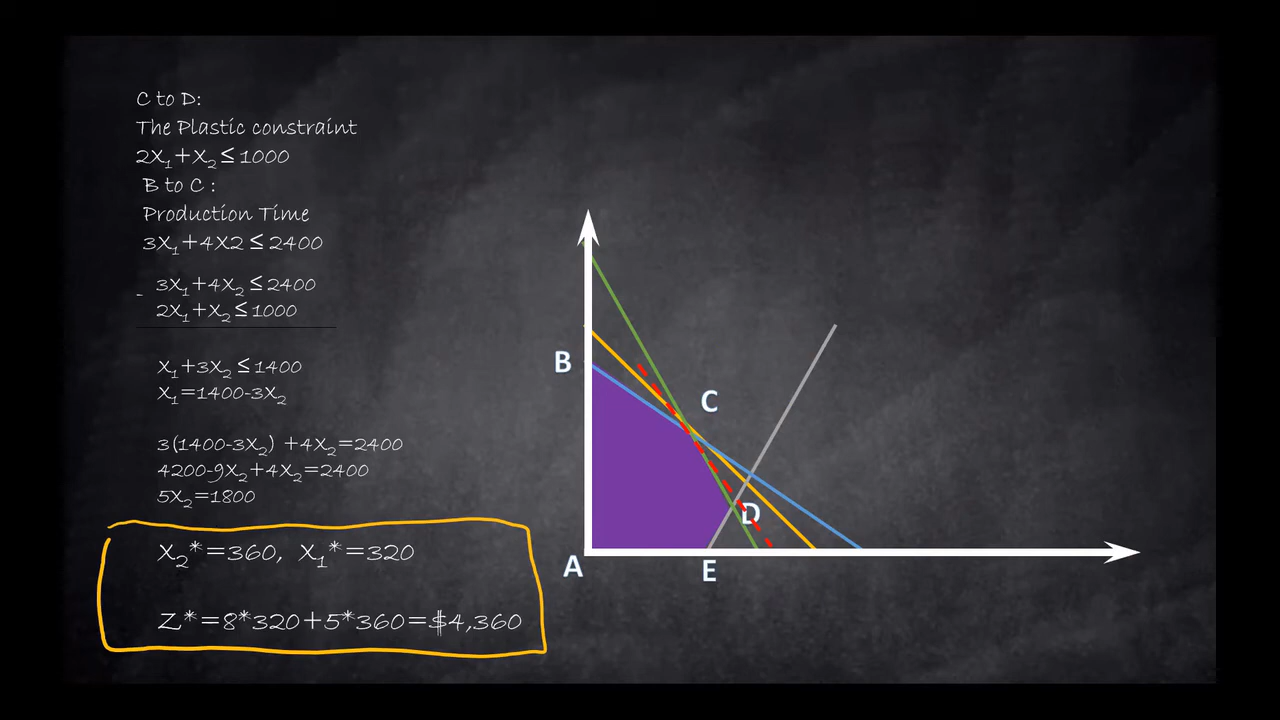 C to D:
The Plastic constraint
2X₁+X₂≤1000
B to C :
Production Time
3X₁+4X2≤2400
3X₁+4X₂≤2400
-
2X₁+X₂≤1000
X₁+3X₂≤1400
X₁=1400-3X₂
3(1400-3X₂) +4X₂=2400
4200-9X₂+4X₂=2400
5X₂=1800
X₂*=360, X₁*=320
Z*=8*320+5*360=$4,360
B
C
D
A
E